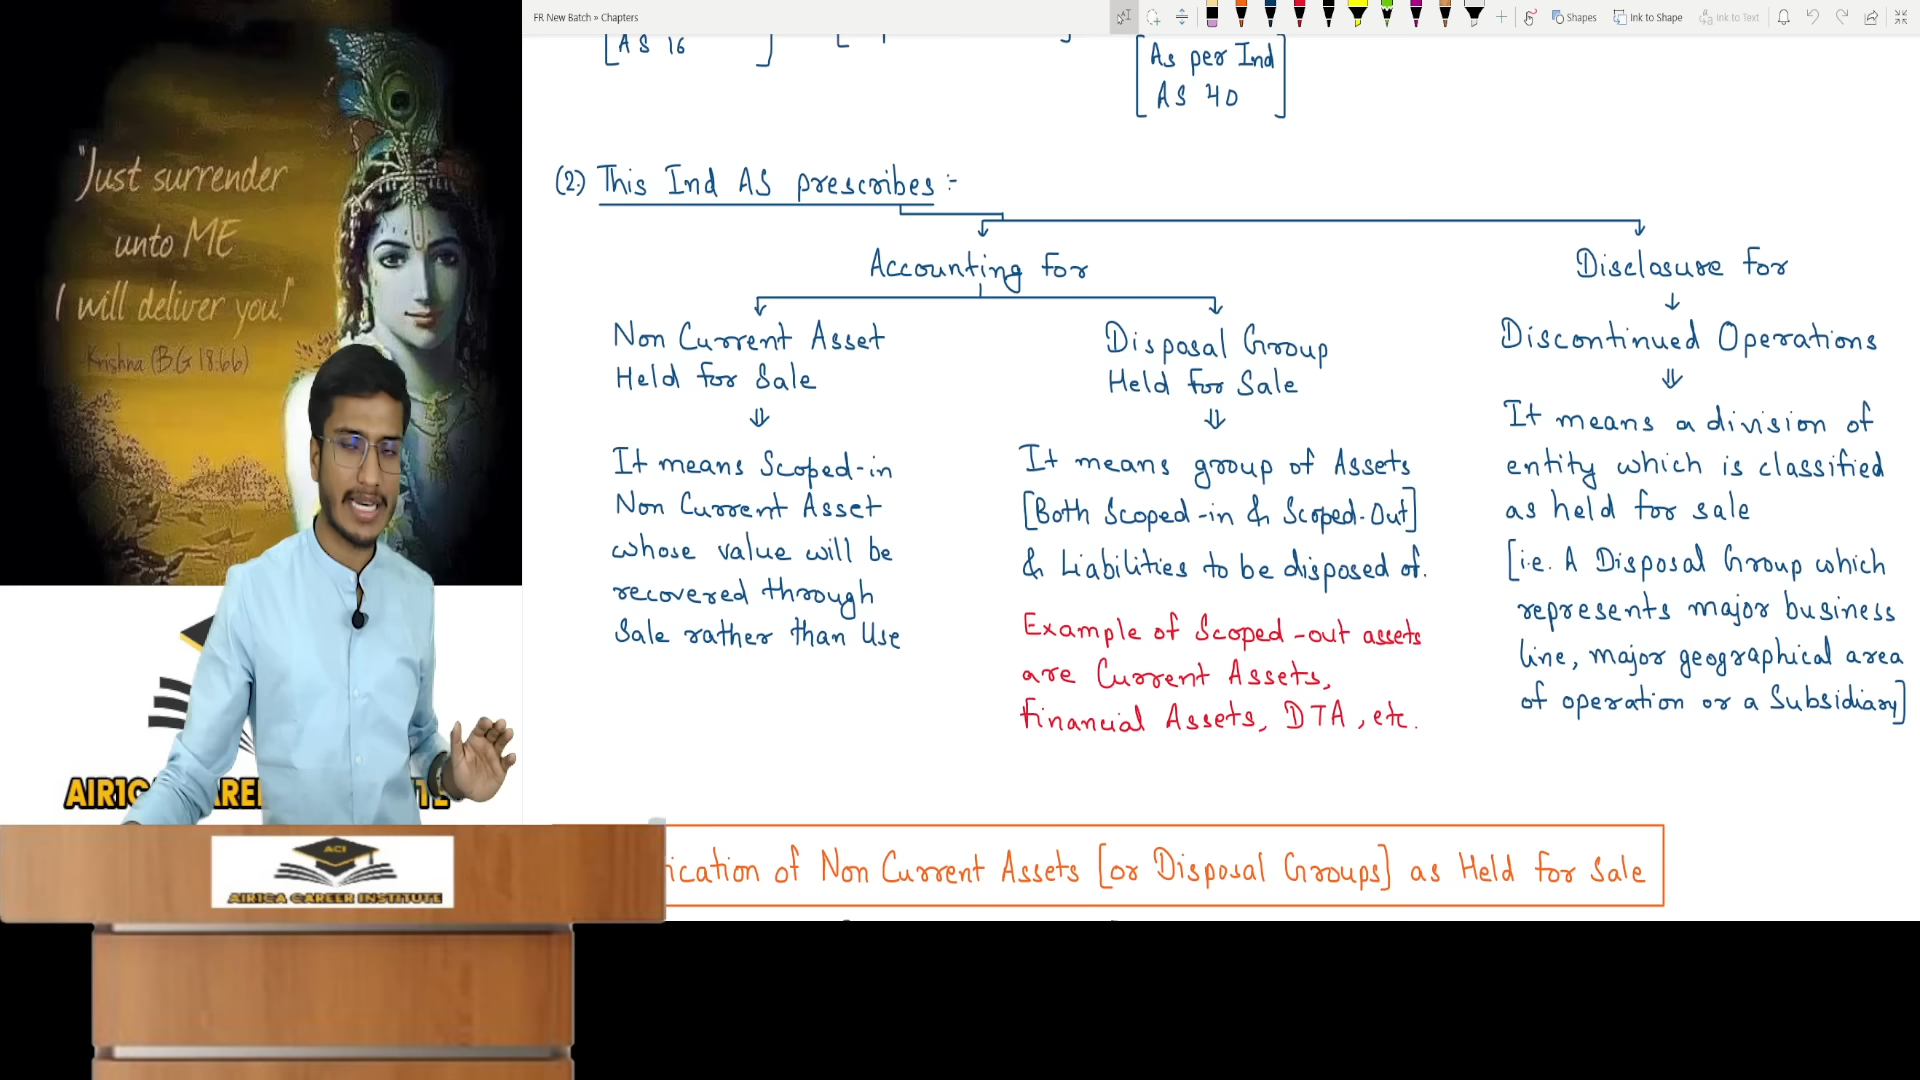 FR New Batch » Chapters
Shapes
Ink to Shape
Ink to Text
AS 16
As per Ind
AS 40
"Just surrender
unto ME
I will deliver you!"
Krishna (B.G 18:66)
(2.) This Ind AS prescribes :-
Accounting for
Disclosure for
Non Current Asset
Held for Sale
Disposal Group
Held for Sale
Discontinued Operations
It means Scoped-in
Non Current Asset
whose value will be
recovered through
Sale rather than Use
It means group of Assets
[Both Scoped-in & Scoped-Out]
& Liabilities to be disposed of.
Example of Scoped-out assets
are Current Assets,
Financial Assets, DTA, etc.
It means a division of
entity which is classified
as held for sale
[i.e. A Disposal Group which
represents major business
line, major geographical area
of operation or a Subsidiary]
ication of Non Current Assets [or Disposal Groups] as Held for Sale
ACI
AIR1CA CAREER INSTITUTE